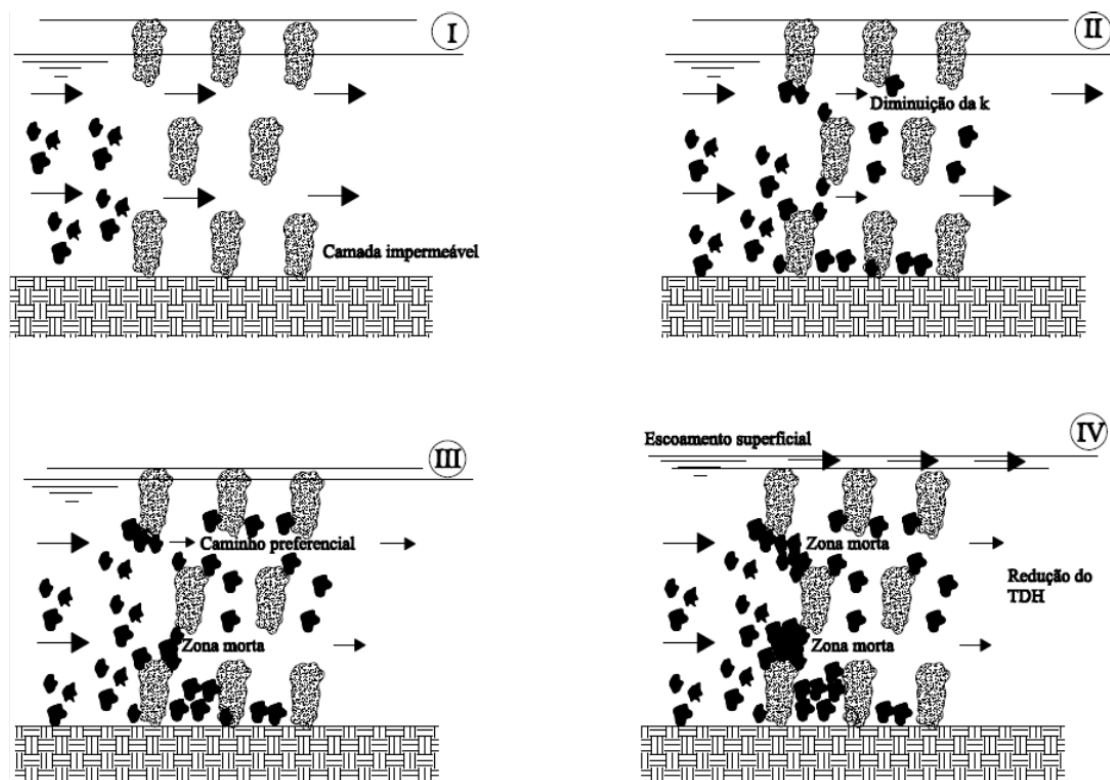 I
Camada impermeável
II
Diminuição da k
III
Caminho preferencial
Zona morta
IV
Escoamento superficial
Zona morta
Redução do
TDH
Zona morta